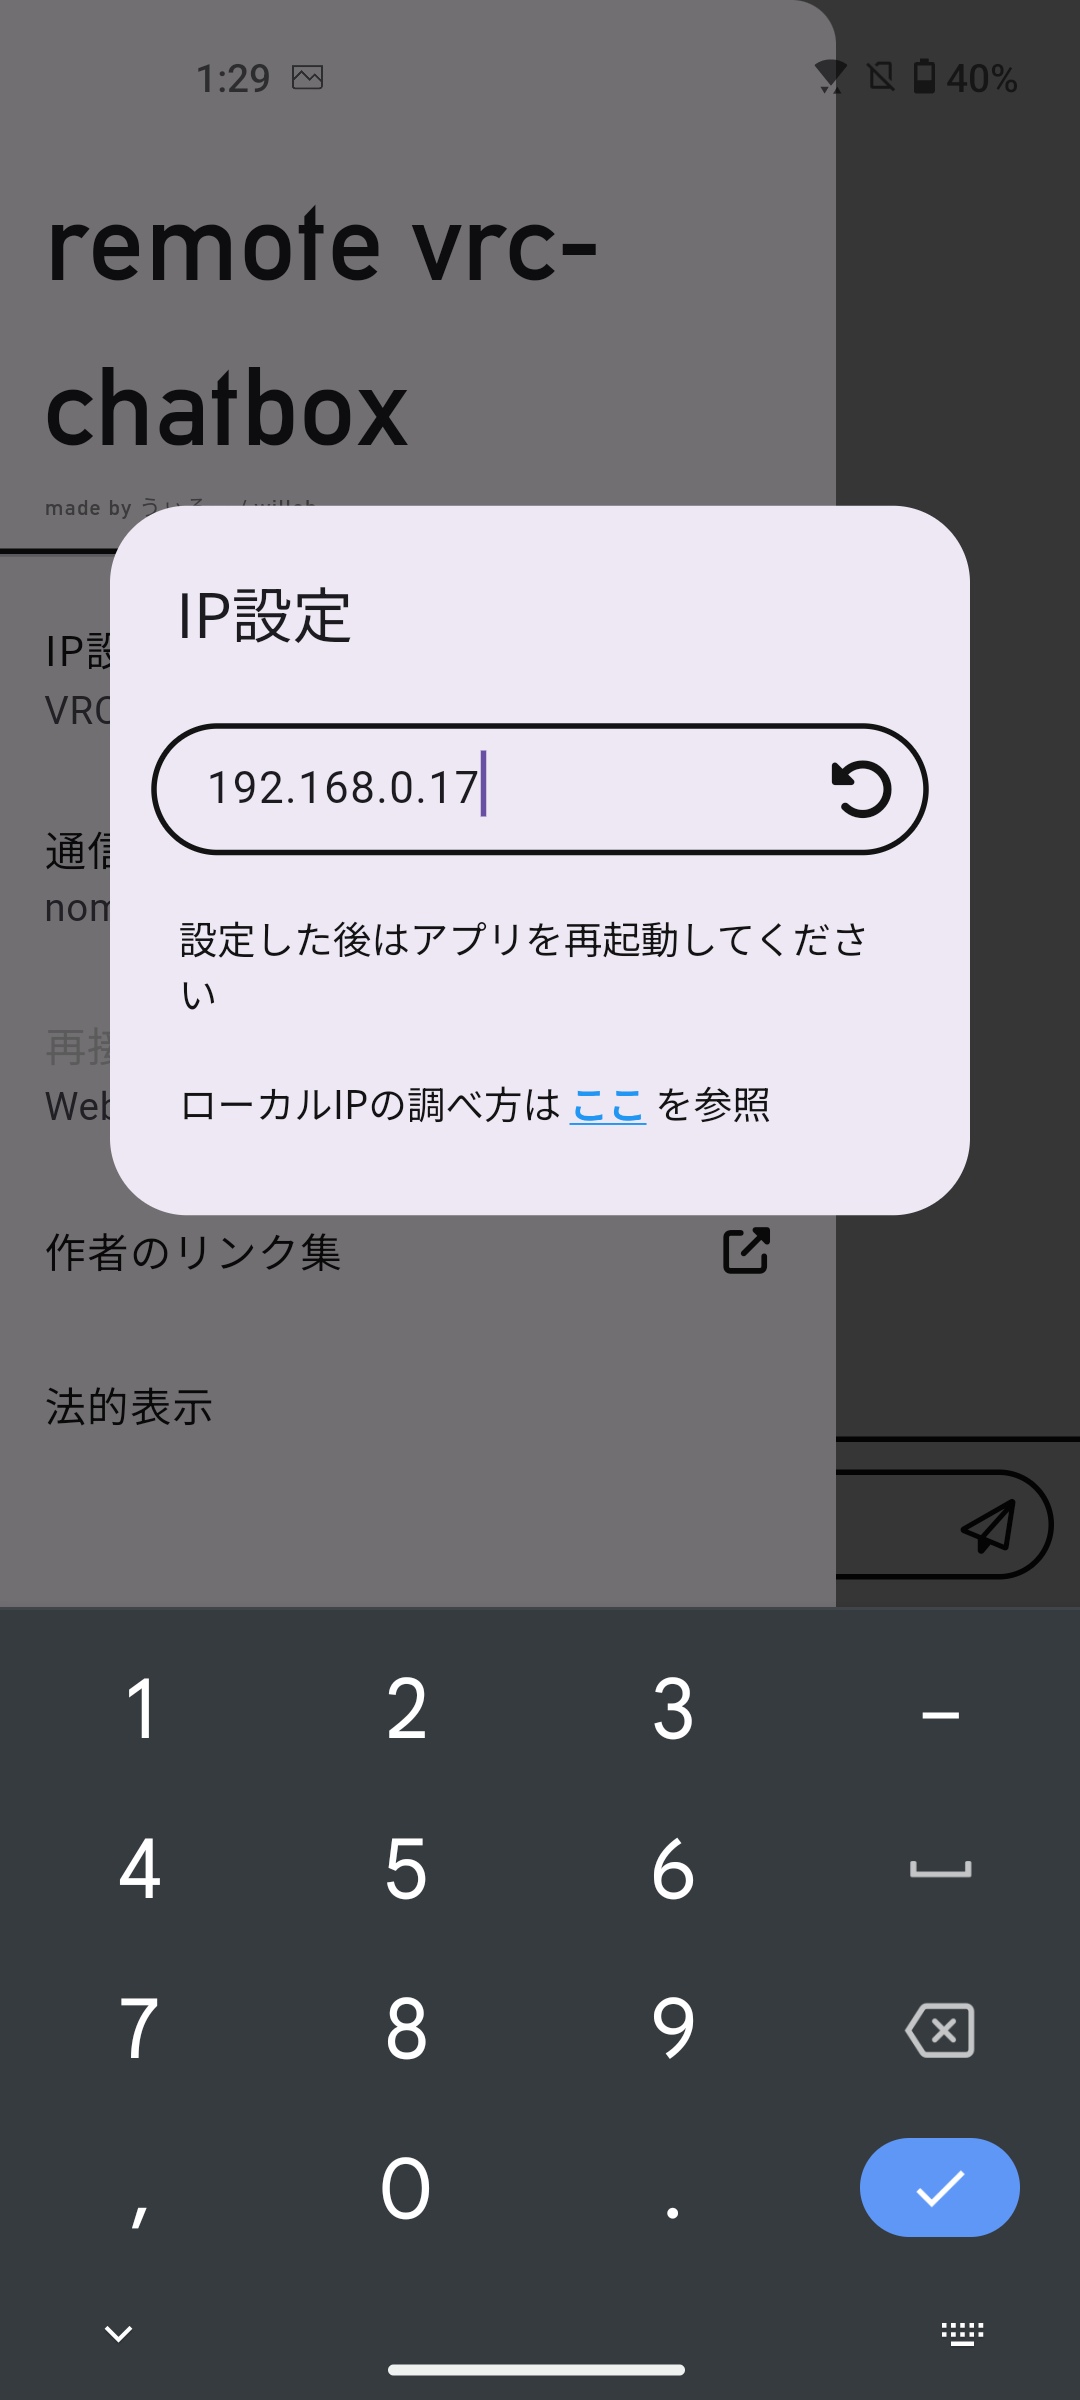 1:29
40%
remote vrc-
chatbox
made by
IP設定
192.168.0.17
設定した後はアプリを再起動してくださ
い
ローカルIPの調べ方は ここ を参照
IP設
VRC
通信
nom
再接
Web
作者のリンク集
法的表示
1 2 3 -
4 5 6
7 8 9
, 0 .